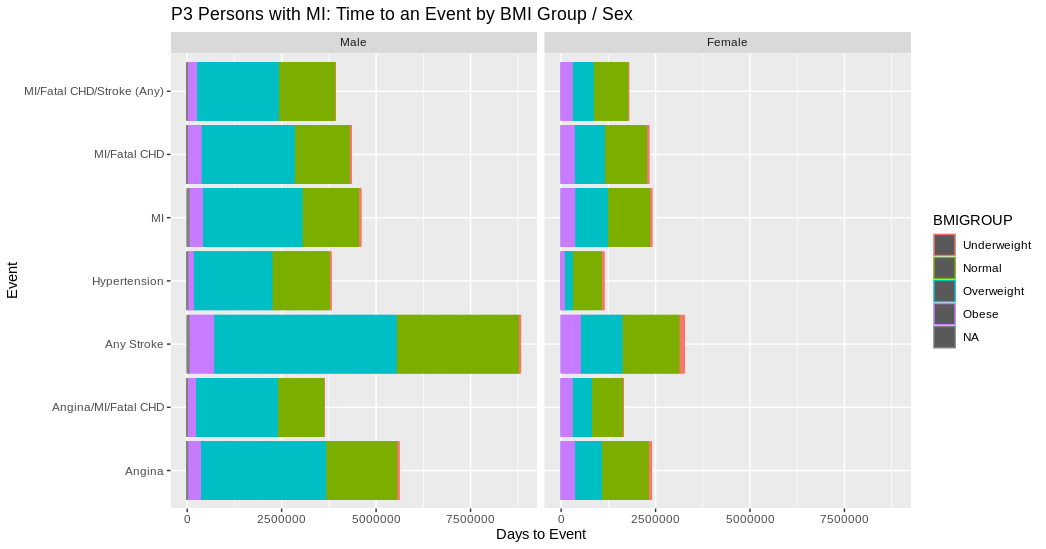 P3 Persons with MI: Time to an Event by BMI Group / Sex
Male
Female
MI/Fatal CHD/Stroke (Any)
MI/Fatal CHD
MI
Hypertension
Any Stroke
Angina/MI/Fatal CHD
Angina
Event
0 2500000 5000000 7500000
0 2500000 5000000 7500000
Days to Event
BMIGROUP
Underweight
Normal
Overweight
Obese
NA